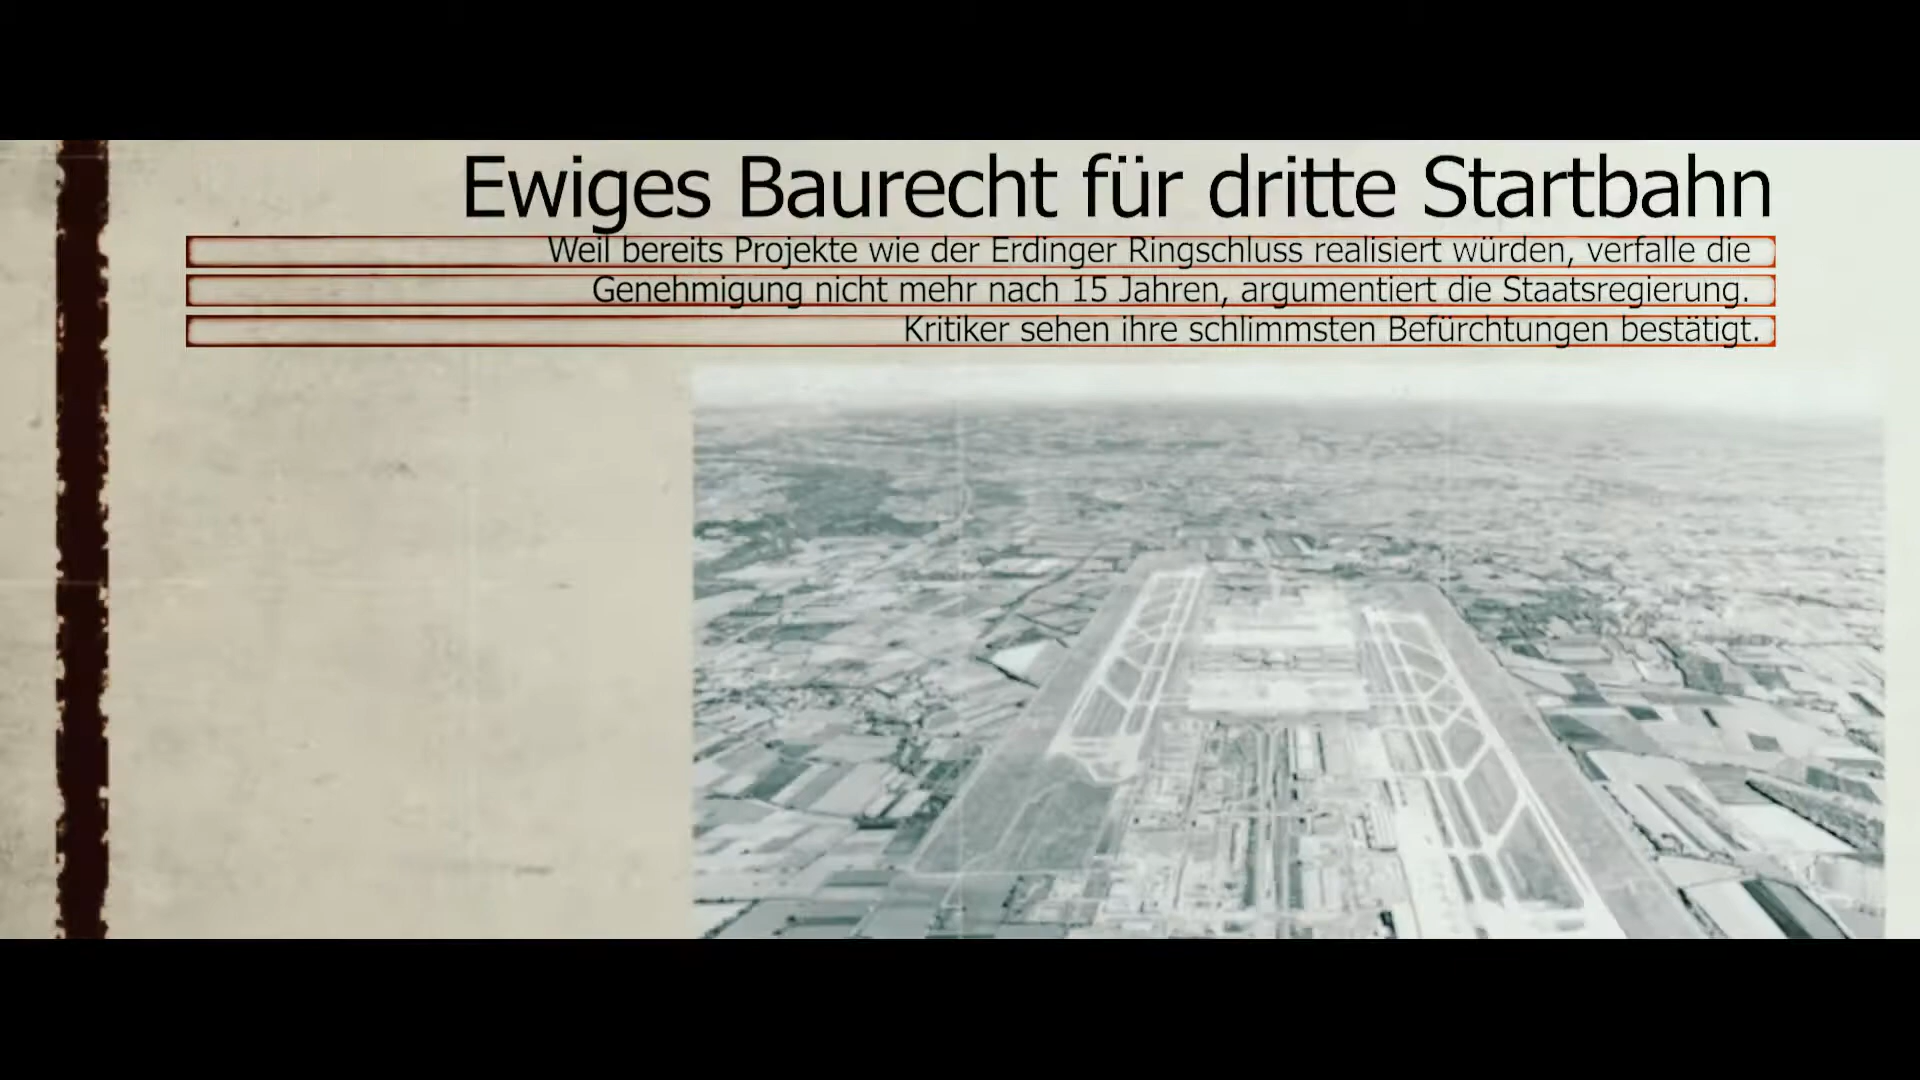 Ewiges Baurecht für dritte Startbahn
Weil bereits Projekte wie der Erdinger Ringschluss realisiert würden, verfalle die
Genehmigung nicht mehr nach 15 Jahren, argumentiert die Staatsregierung.
Kritiker sehen ihre schlimmsten Befürchtungen bestätigt.